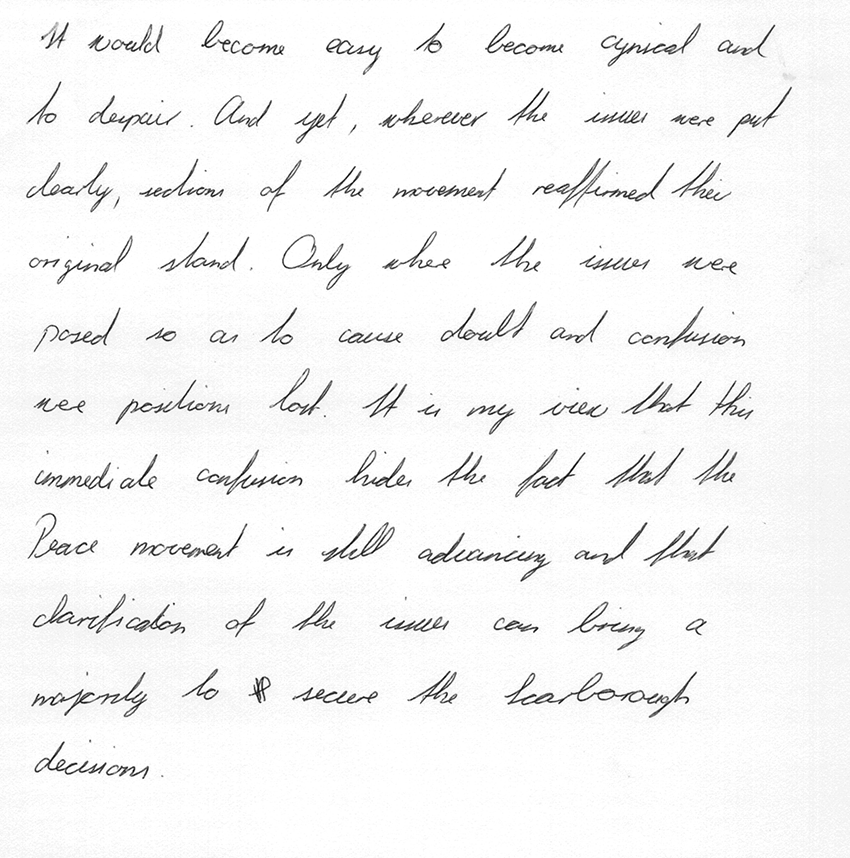 It would become easy to become cynical and
to despair. And yet, wherever the issues were put
clearly, sections of the movement reaffirmed their
original stand. Only where the issues were
posed so as to cause doubt and confusion
were positions lost. It is my view that this
immediate confusion hides the fact that the
Peace movement is still advancing and that
clarification of the issues can bring a
majority to secure the Scarborough
decisions.